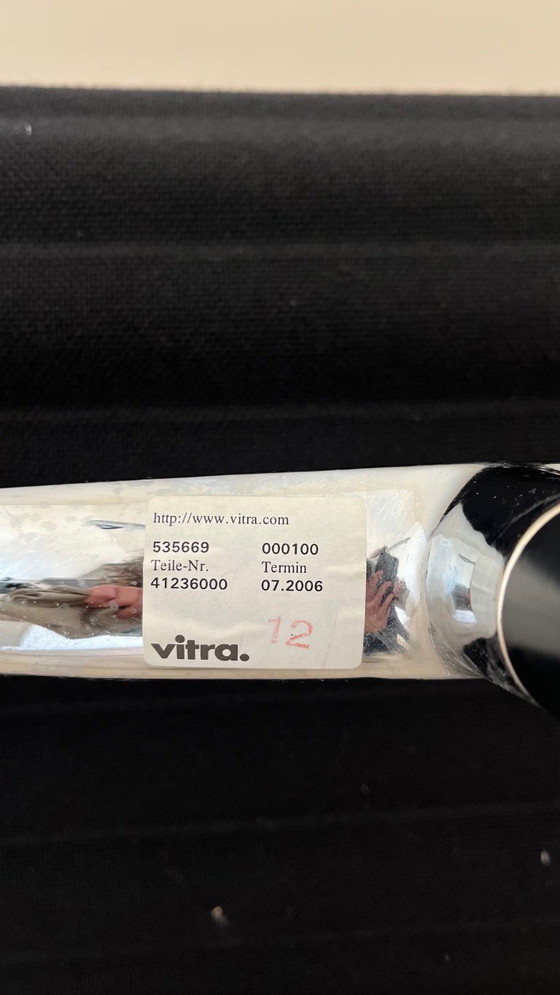 http://www.vitra.com
535669 000100
Teile-Nr. Termin
41236000 07.2006
12
vitra.